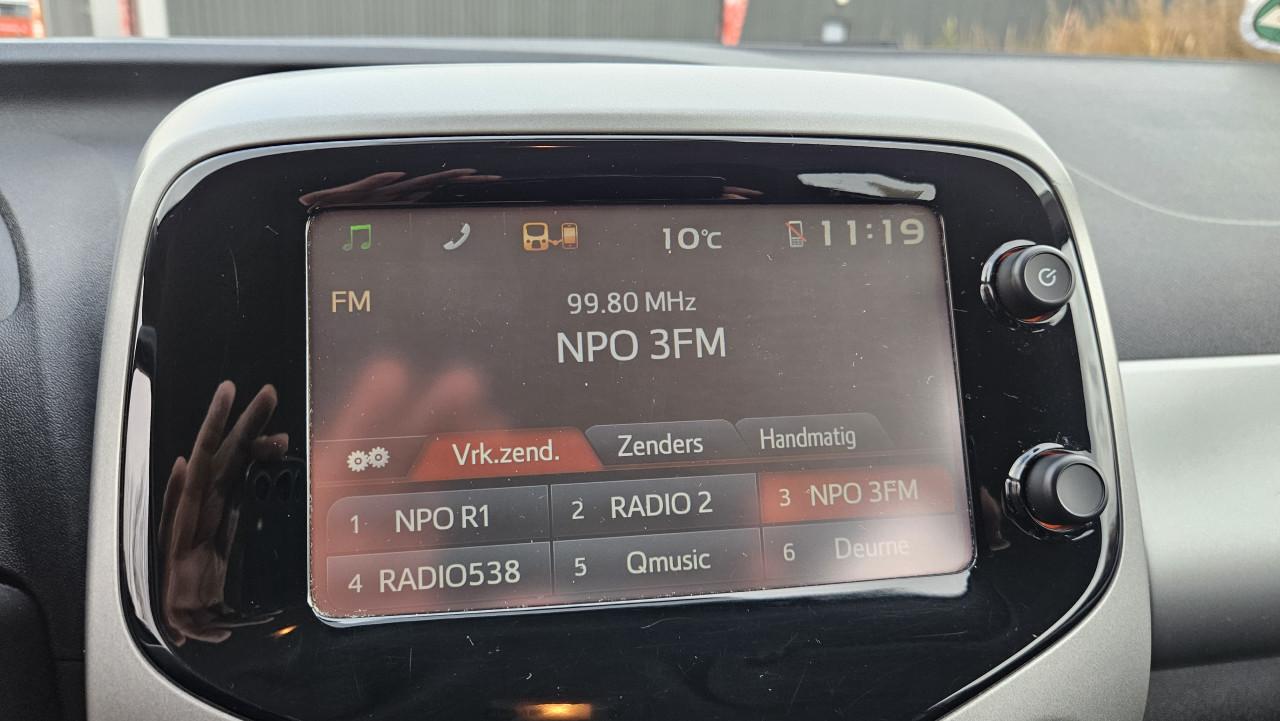 10°C
11:19
FM
99.80 MHz
NPO 3FM
Vrk.zend.
Zenders
Handmatig
1 NPO R1
2 RADIO 2
3 NPO 3FM
4 RADIO538
5 Qmusic
6 Deurne